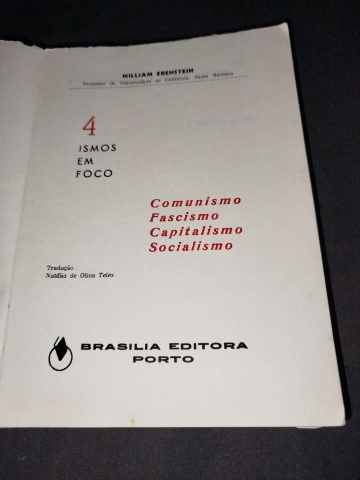 WILLIAM EBENSTEIN
Professor da Universidade da Califórnia, Santa Bárbara
4
ISMOS
EM
FOCO
Comunismo
Fascismo
Capitalismo
Socialismo
Tradução
de Oliva Teles
BRASILIA EDITORA
PORTO